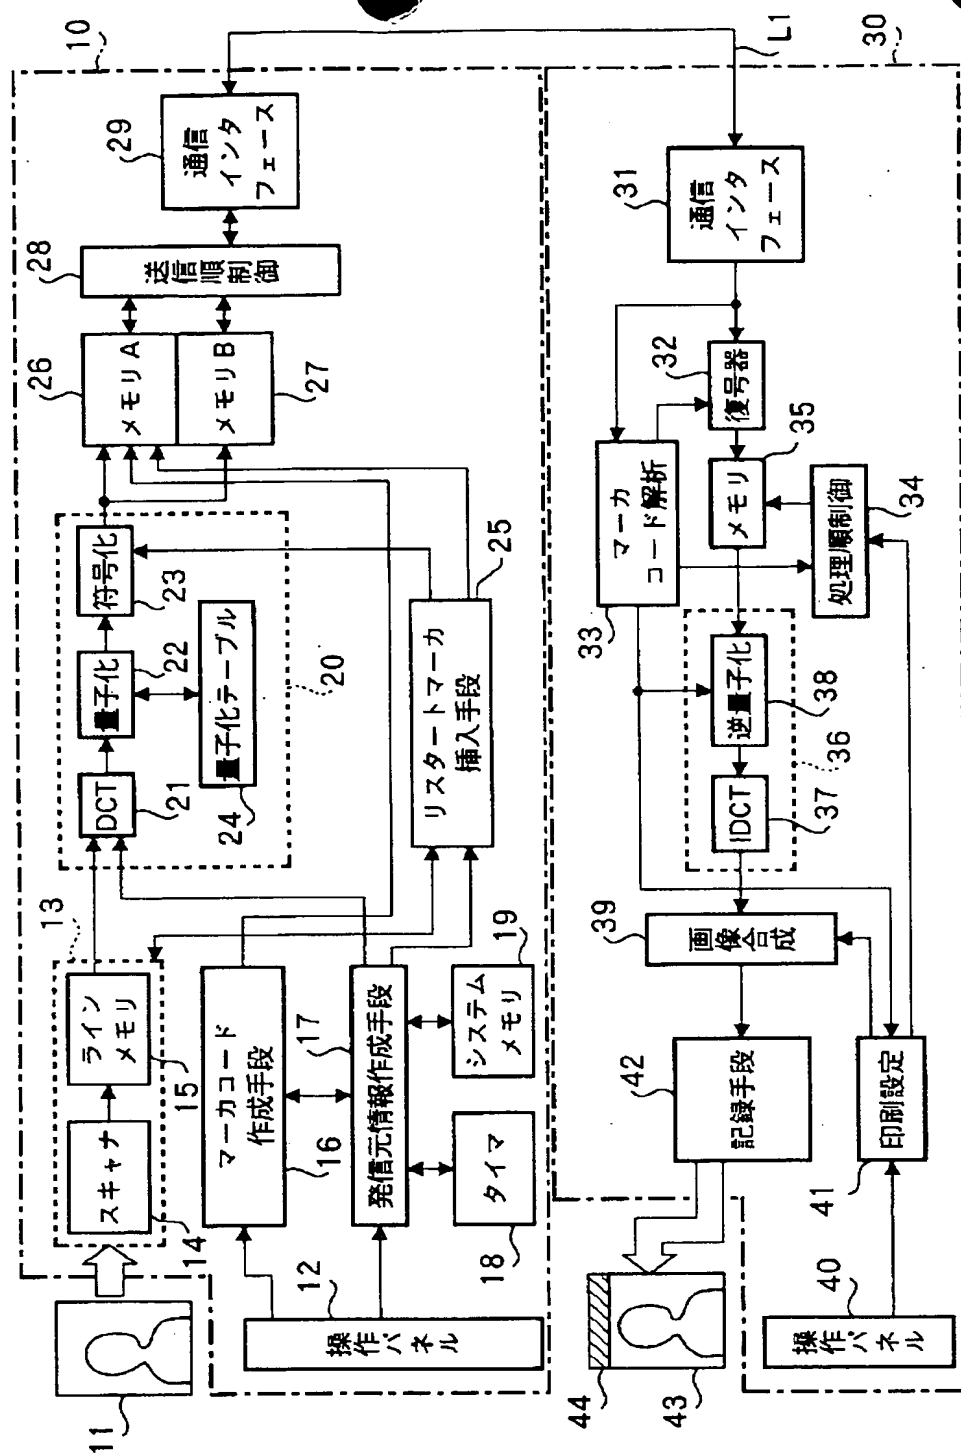 10
11
13
スキャナ
14
ライン
メモリ
15
12
操作パネル
マーカコード
作成手段
16
発信元情報作成手段
17
タイマ
18
システム
メモリ
19
DCT
21
量子化
22
符号化
23
量子化テーブル
24
20
リスタートマーカ
挿入手段
25
26
メモリA
メモリB
27
28
送信順制御
29
通信
インタ
フェース
L1
30
31
通信
インタ
フェース
32
復号器
マーカ
コード解析
33
メモリ
35
処理順制御
34
逆量子化
38
IDCT
37
36
39
画像合成
42
記録手段
印刷設定
41
40
操作パネル
44
43